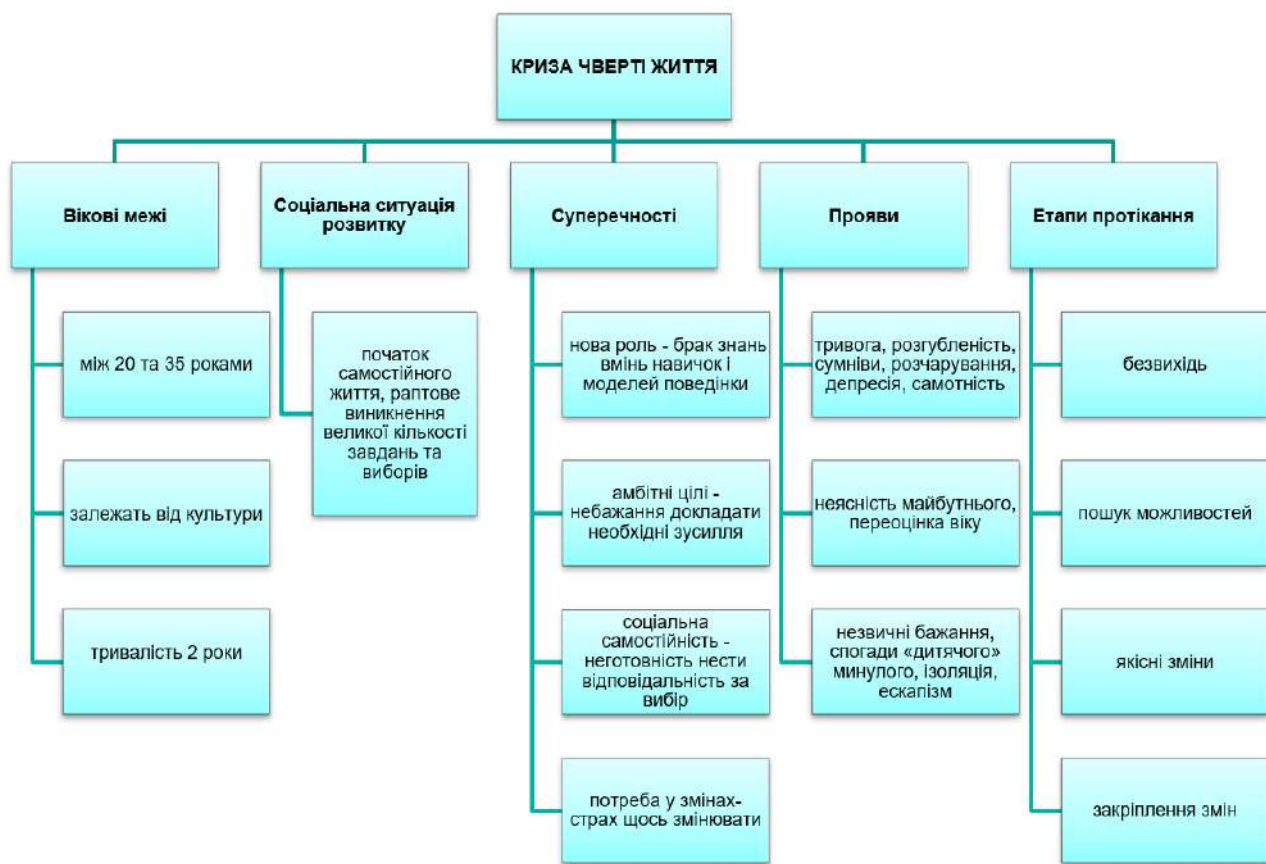 КРИЗА ЧВЕРТІ ЖИТТЯ
Вікові межі
між 20 та 35 роками
залежать від культури
тривалість 2 роки
Соціальна ситуація
розвитку
початок
самостійного
життя, раптове
виникнення
великої кількості
завдань та
виборів
Суперечності
нова роль - брак знань
вмінь навичок і
моделей поведінки
амбітні цілі -
небажання докладати
необхідні зусилля
соціальна
самостійність -
неготовність нести
відповідальність за
вибір
потреба у змінах-
страх щось змінювати
Прояви
тривога, розгубленість,
сумніви, розчарування,
депресія, самотність
неясність майбутнього,
переоцінка віку
незвичні бажання,
спогади «дитячого»
минулого, ізоляція,
ескапізм
Етапи протікання
безвихідь
пошук можливостей
якісні зміни
закріплення змін